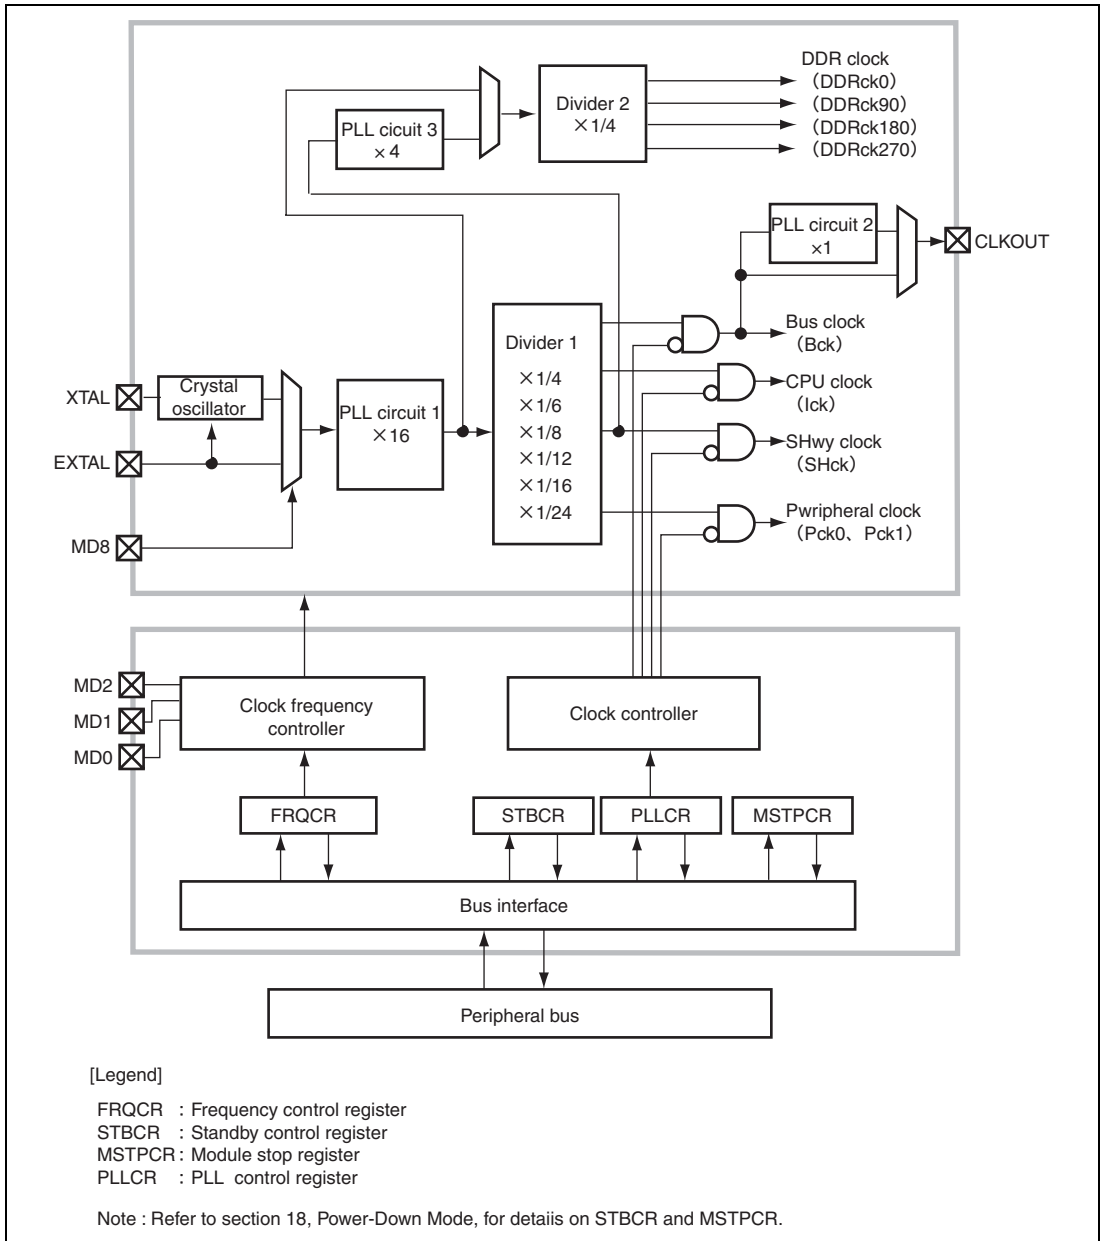 DDR clock
(DDRck0)
(DDRck90)
(DDRck180)
(DDRck270)
Divider 2
×1/4
PLL cicuit 3
×4
PLL circuit 2
×1
CLKOUT
Bus clock
(Bck)
CPU clock
(Ick)
SHwy clock
(SHck)
Pwripheral clock
(Pck0、Pck1)
Divider 1
×1/4
×1/6
×1/8
×1/12
×1/16
×1/24
XTAL
Crystal
oscillator
PLL circuit 1
×16
EXTAL
MD8
MD2
MD1
MD0
Clock frequency
controller
Clock controller
FRQCR
STBCR
PLLCR
MSTPCR
Bus interface
Peripheral bus
[Legend]
FRQCR : Frequency control register
STBCR : Standby control register
MSTPCR : Module stop register
PLLCR : PLL control register
Note : Refer to section 18, Power-Down Mode, for detaiis on STBCR and MSTPCR.